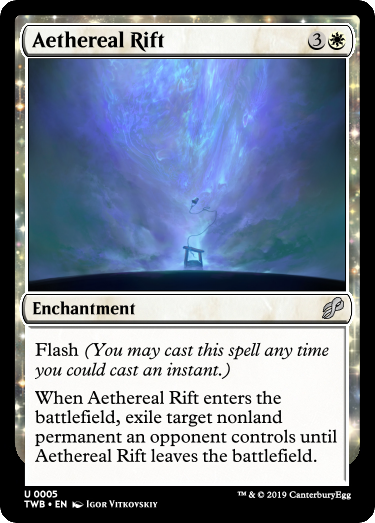 Aethereal Rift 3
Enchantment
Flash (You may cast this spell any time
you could cast an instant.)
When Aethereal Rift enters the
battlefield, exile target nonland
permanent an opponent controls until
Aethereal Rift leaves the battlefield.
U 0005
TWB • EN Igor Vitkovskiy
™ & © 2019 CanterburyEgg